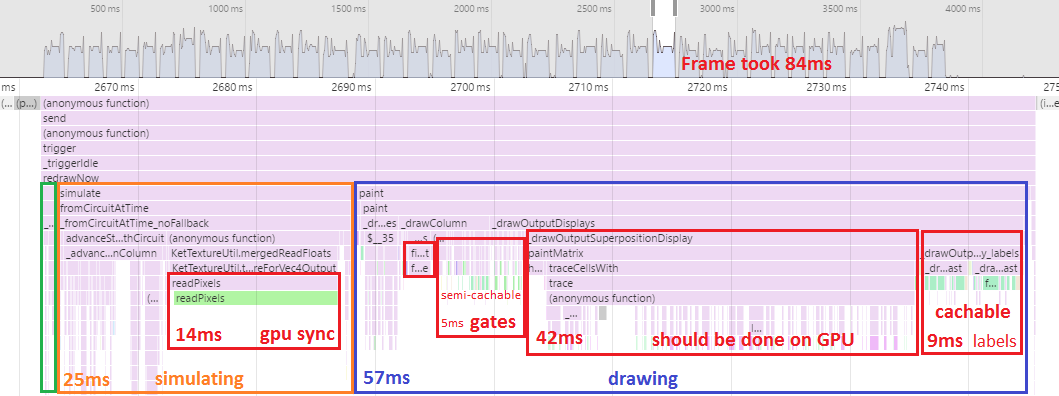 500 ms 1000 ms 1500 ms 2000 ms 2500 ms 3000 ms 3500 ms 4000 ms
Frame took 84ms
ms 2670 ms 2680 ms 2690 ms 2700 ms 2710 ms 2720 ms 2730 ms 2740 ms 275
(... (p...) (anonymous function) (i...e
send
(anonymous function)
trigger
_triggerIdle
redrawNow
simulate paint
fromCircuitAtTime paint
_... _fromCircuitAtTime_noFallback _dr...es _drawColumn _drawOutputDisplays
advanceSt...thCircuit (anonymous function) $_35 ...s (... _drawOutputSuperpositionDisplay
_advanc...nColumn KetTextureUtil.mergedReadFloats fi...t paintMatrix _drawOutp...y_labels
KetTextureUtil.t...reForVec4Output f...e h... traceCellsWith _dr...ast _dra...ast
readPixels trace f...
(... readPixels semi-cachable (anonymous function)
_... cachable
5ms gates
14ms gpu sync 42ms should be done on GPU l... 9ms labels
25ms simulating 57ms drawing